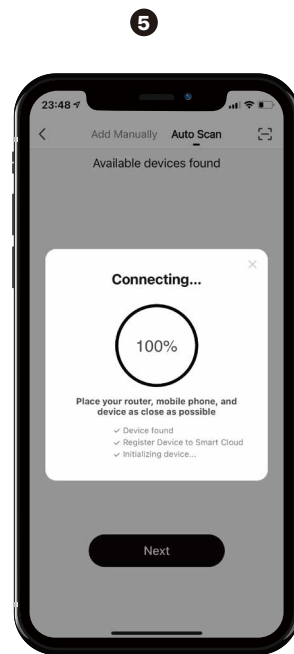 5
23:48
Add Manually Auto Scan
Available devices found
Connecting...
100%
Place your router, mobile phone, and
device as close as possible
✓ Device found
✓ Register Device to Smart Cloud
✓ Initializing device...
Next